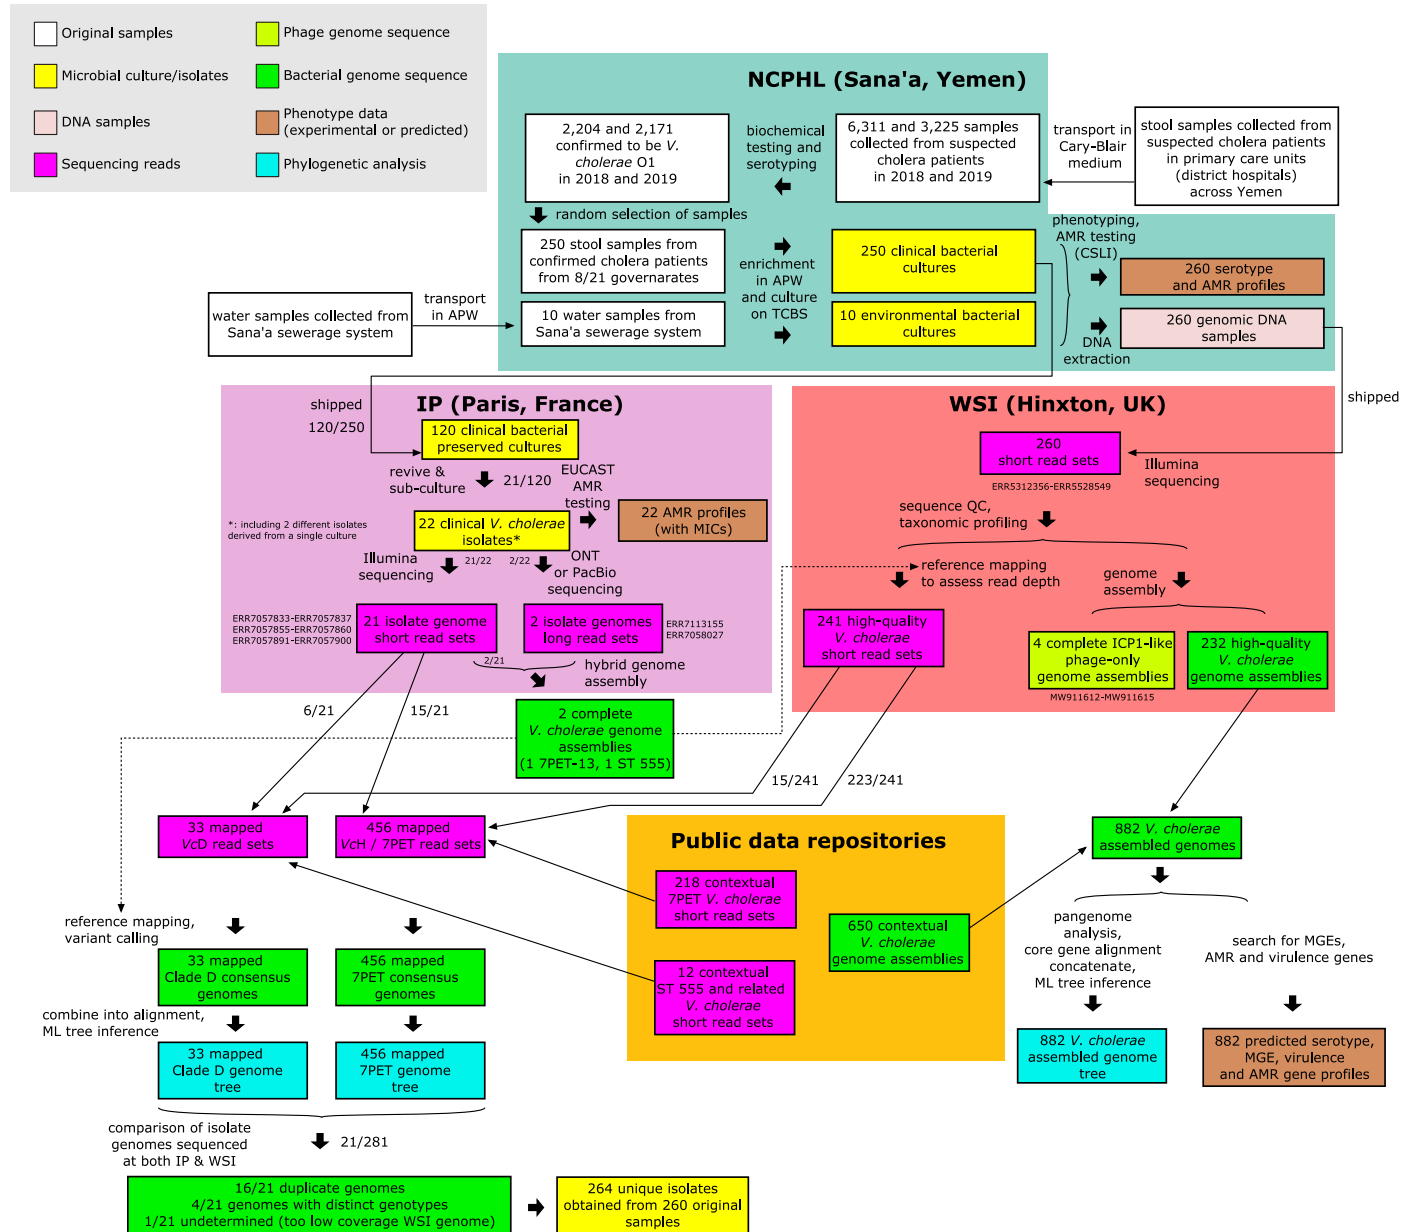 Original samples
Microbial culture/isolates
DNA samples
Sequencing reads
Phage genome sequence
Bacterial genome sequence
Phenotype data
(experimental or predicted)
Phylogenetic analysis
NCPHL (Sana'a, Yemen)
2,204 and 2,171
confirmed to be V.
cholerae O1
in 2018 and 2019
biochemical
testing and
serotyping
6,311 and 3,225 samples
collected from suspected
cholera patients
in 2018 and 2019
transport in
Cary-Blair
medium
stool samples collected from
suspected cholera patients
in primary care units
(district hospitals)
across Yemen
random selection of samples
250 stool samples from
confirmed cholera patients
from 8/21 governarates
enrichment
in APW
and culture
on TCBS
250 clinical bacterial
cultures
phenotyping,
AMR testing
(CSLI)
260 serotype
and AMR profiles
water samples collected from
Sana'a sewerage system
transport
in APW
10 water samples from
Sana'a sewerage system
10 environmental bacterial
cultures
DNA
extraction
260 genomic DNA
samples
shipped
120/250
shipped
IP (Paris, France)
120 clinical bacterial
preserved cultures
revive &
sub-culture
21/120
EUCAST
AMR
testing
*: including 2 different isolates
derived from a single culture
22 clinical V. cholerae
isolates*
22 AMR profiles
(with MICs)
Illumina
sequencing
21/22
2/22
ONT
or PacBio
sequencing
ERR7057833-ERR7057837
ERR7057855-ERR7057860
ERR7057891-ERR7057900
21 isolate genome
short read sets
2 isolate genomes
long read sets
ERR7113155
ERR7058027
2/21
hybrid genome
assembly
WSI (Hinxton, UK)
260
short read sets
ERR5312356-ERR5528549
Illumina
sequencing
sequence QC,
taxonomic profiling
reference mapping
to assess read depth
genome
assembly
241 high-quality
V. cholerae
short read sets
4 complete ICP1-like
phage-only
genome assemblies
MW911612-MW911615
232 high-quality
V. cholerae
genome assemblies
6/21
15/21
2 complete
V. cholerae genome
assemblies
(1 7PET-13, 1 ST 555)
15/241
223/241
33 mapped
VcD read sets
456 mapped
VcH / 7PET read sets
Public data repositories
218 contextual
7PET V. cholerae
short read sets
650 contextual
V. cholerae
genome assemblies
12 contextual
ST 555 and related
V. cholerae
short read sets
882 V. cholerae
assembled genomes
reference mapping,
variant calling
33 mapped
Clade D consensus
genomes
456 mapped
7PET consensus
genomes
pangenome
analysis,
core gene alignment
concatenate,
ML tree inference
search for MGEs,
AMR and virulence genes
combine into alignment,
ML tree inference
33 mapped
Clade D genome
tree
456 mapped
7PET genome
tree
882 V. cholerae
assembled genome
tree
882 predicted serotype,
MGE, virulence
and AMR gene profiles
comparison of isolate
genomes sequenced
at both IP & WSI
21/281
16/21 duplicate genomes
4/21 genomes with distinct genotypes
1/21 undetermined (too low coverage WSI genome)
264 unique isolates
obtained from 260 original
samples